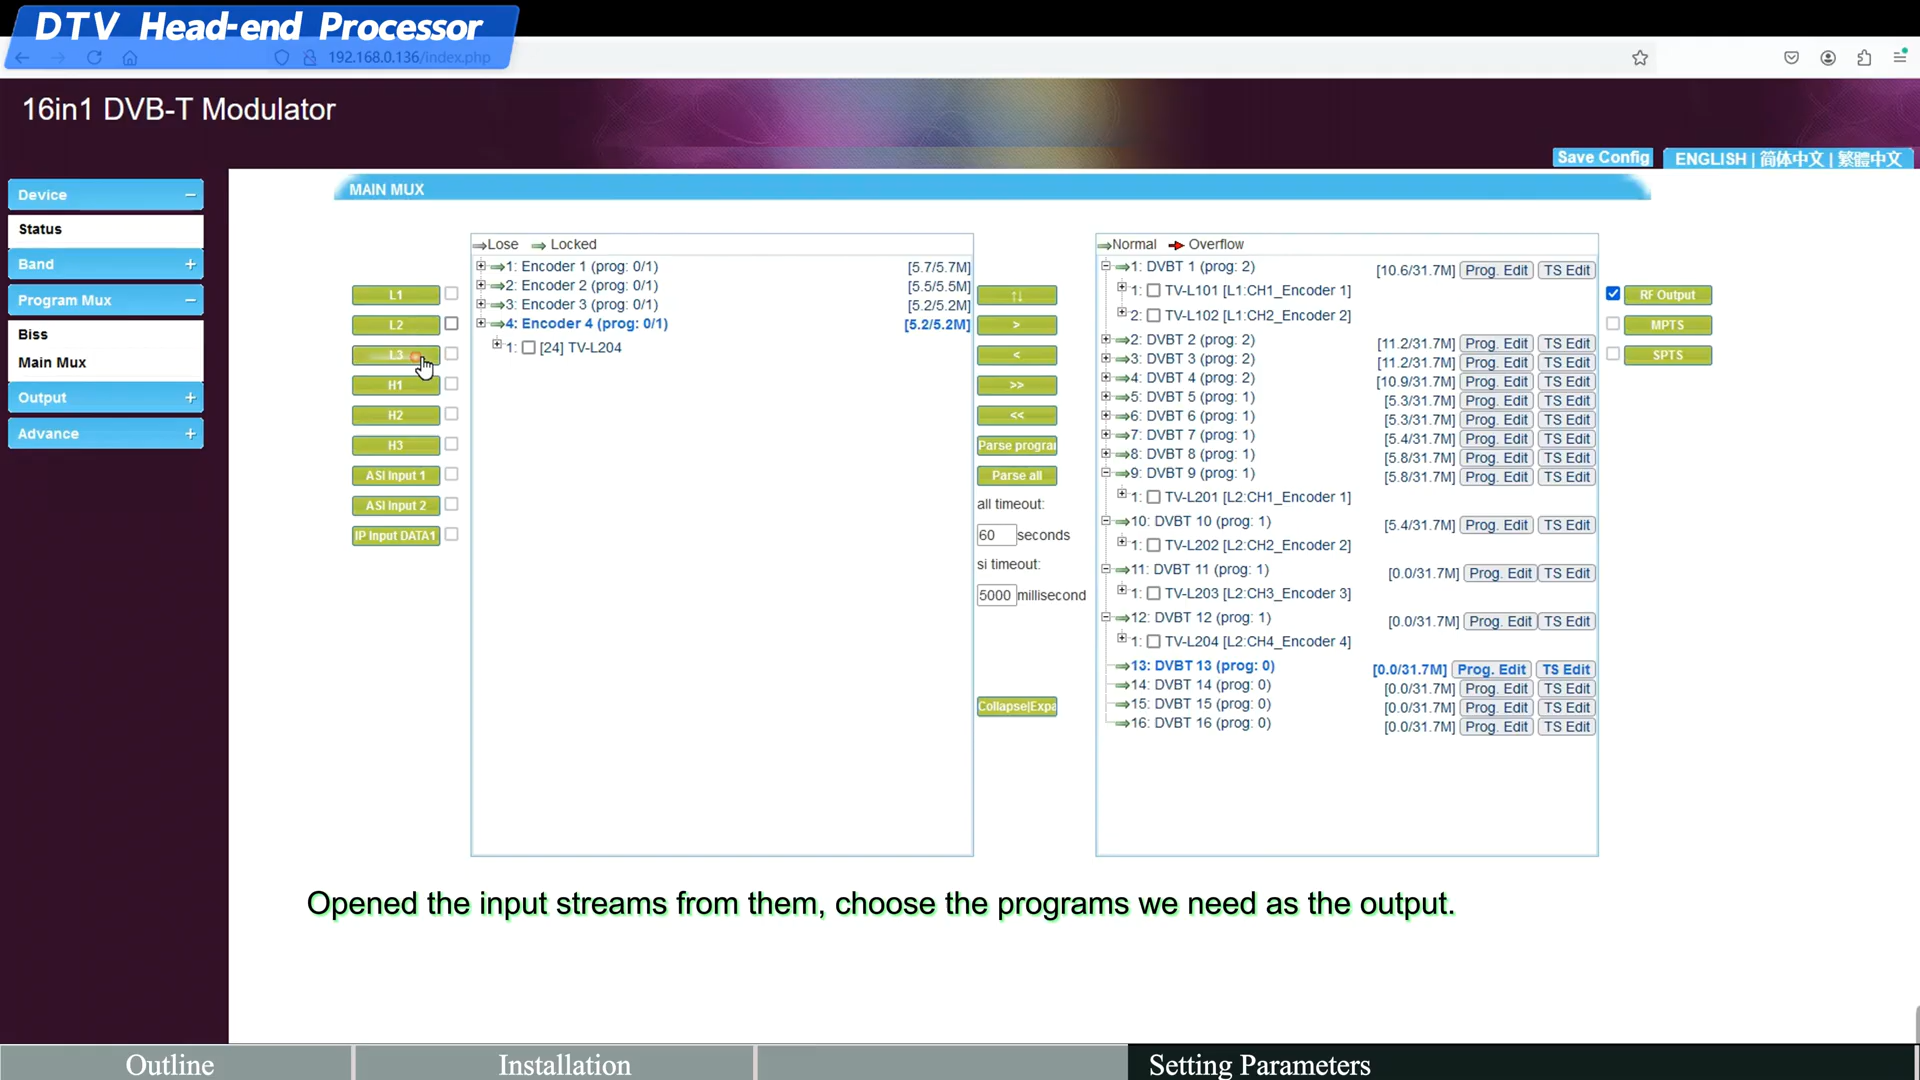 DTV Head-end Processor
192.168.0.136/index.php
16in1 DVB-T Modulator
Save Config
ENGLISH | 简体中文 | 繁體中文
Device
Status
Band
Program Mux
Biss
Main Mux
Output
Advance
MAIN MUX
L1
L2
L3
H1
H2
H3
ASI Input 1
ASI Input 2
IP Input DATA1
Lose Locked
1: Encoder 1 (prog: 0/1) [5.7/5.7M]
2: Encoder 2 (prog: 0/1) [5.5/5.5M]
3: Encoder 3 (prog: 0/1) [5.2/5.2M]
4: Encoder 4 (prog: 0/1) [5.2/5.2M]
1: [24] TV-L204
↑↓
>
<
>>
<<
Parse progra
Parse all
all timeout:
60 seconds
si timeout:
5000 millisecond
Collapse|Expa
Normal Overflow
1: DVBT 1 (prog: 2) [10.6/31.7M] Prog. Edit TS Edit
1: TV-L101 [L1:CH1_Encoder 1]
2: TV-L102 [L1:CH2_Encoder 2]
2: DVBT 2 (prog: 2) [11.2/31.7M] Prog. Edit TS Edit
3: DVBT 3 (prog: 2) [11.2/31.7M] Prog. Edit TS Edit
4: DVBT 4 (prog: 2) [10.9/31.7M] Prog. Edit TS Edit
5: DVBT 5 (prog: 1) [5.3/31.7M] Prog. Edit TS Edit
6: DVBT 6 (prog: 1) [5.3/31.7M] Prog. Edit TS Edit
7: DVBT 7 (prog: 1) [5.4/31.7M] Prog. Edit TS Edit
8: DVBT 8 (prog: 1) [5.8/31.7M] Prog. Edit TS Edit
9: DVBT 9 (prog: 1) [5.8/31.7M] Prog. Edit TS Edit
1: TV-L201 [L2:CH1_Encoder 1]
10: DVBT 10 (prog: 1) [5.4/31.7M] Prog. Edit TS Edit
1: TV-L202 [L2:CH2_Encoder 2]
11: DVBT 11 (prog: 1) [0.0/31.7M] Prog. Edit TS Edit
1: TV-L203 [L2:CH3_Encoder 3]
12: DVBT 12 (prog: 1) [0.0/31.7M] Prog. Edit TS Edit
1: TV-L204 [L2:CH4_Encoder 4]
13: DVBT 13 (prog: 0) [0.0/31.7M] Prog. Edit TS Edit
14: DVBT 14 (prog: 0) [0.0/31.7M] Prog. Edit TS Edit
15: DVBT 15 (prog: 0) [0.0/31.7M] Prog. Edit TS Edit
16: DVBT 16 (prog: 0) [0.0/31.7M] Prog. Edit TS Edit
RF Output
MPTS
SPTS
Opened the input streams from them, choose the programs we need as the output.
Outline
Installation
Setting Parameters